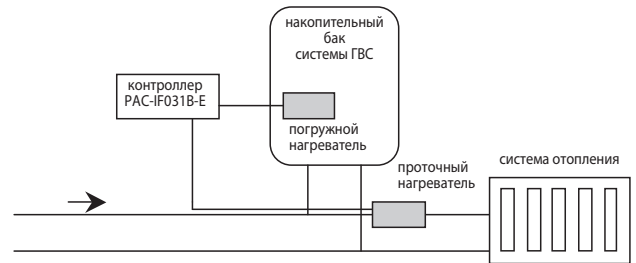 накопительный
бак
системы ГВС
контроллер
PAC-IF031B-E
погружной
нагреватель
проточный
нагреватель
система отопления